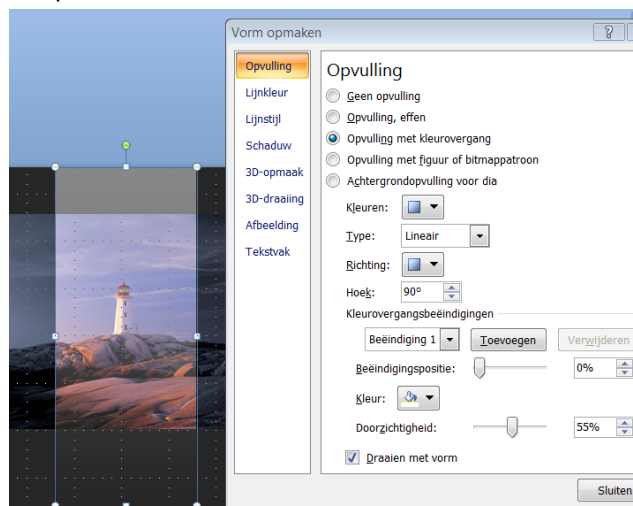 Vorm opmaken
?
Opvulling
Lijnkleur
Lijnstijl
Schaduw
3D-opmaak
3D-draaiing
Afbeelding
Tekstvak
Opvulling
Geen opvulling
Opvulling, effen
Opvulling met kleurovergang
Opvulling met figuur of bitmappatroon
Achtergrondopvulling voor dia
Kleuren:
Type: Lineair
Richting:
Hoek: 90°
Kleurovergangsbeëindigingen
Beëindiging 1 Toevoegen Verwijderen
Beëindigingspositie: 0%
Kleur:
Doorzichtigheid: 55%
Draaien met vorm
Sluiten